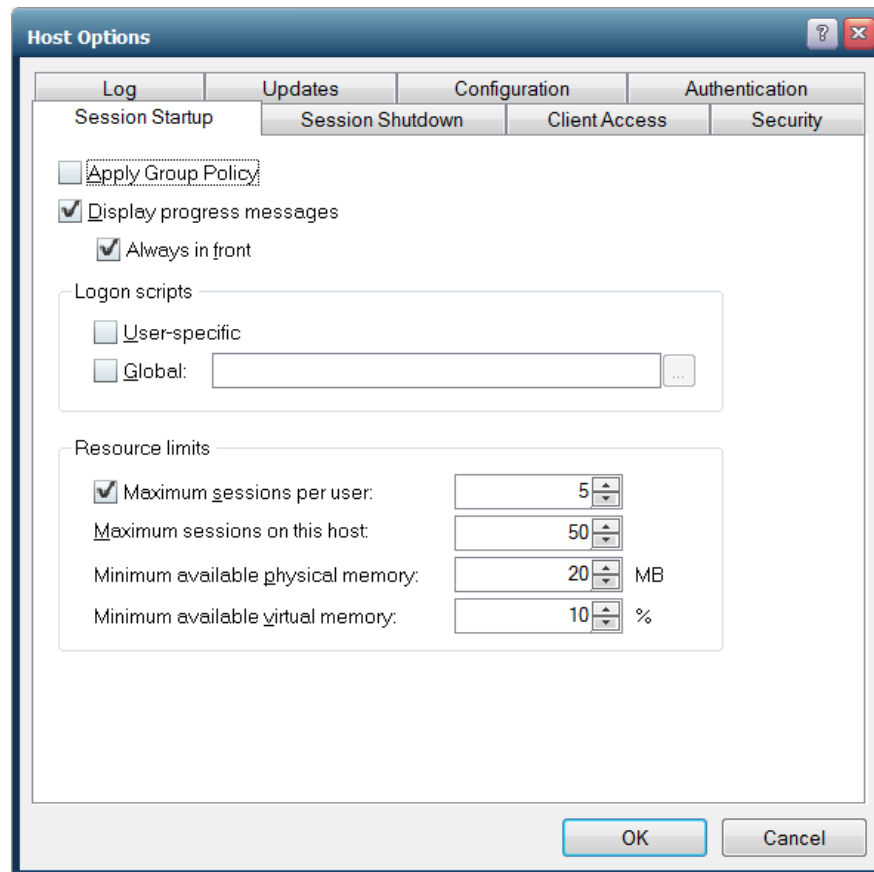 Host Options
Log Updates Configuration Authentication
Session Startup Session Shutdown Client Access Security
Apply Group Policy
Display progress messages
Always in front
Logon scripts
User-specific
Global: ...
Resource limits
Maximum sessions per user: 5
Maximum sessions on this host: 50
Minimum available physical memory: 20 MB
Minimum available virtual memory: 10 %
OK Cancel